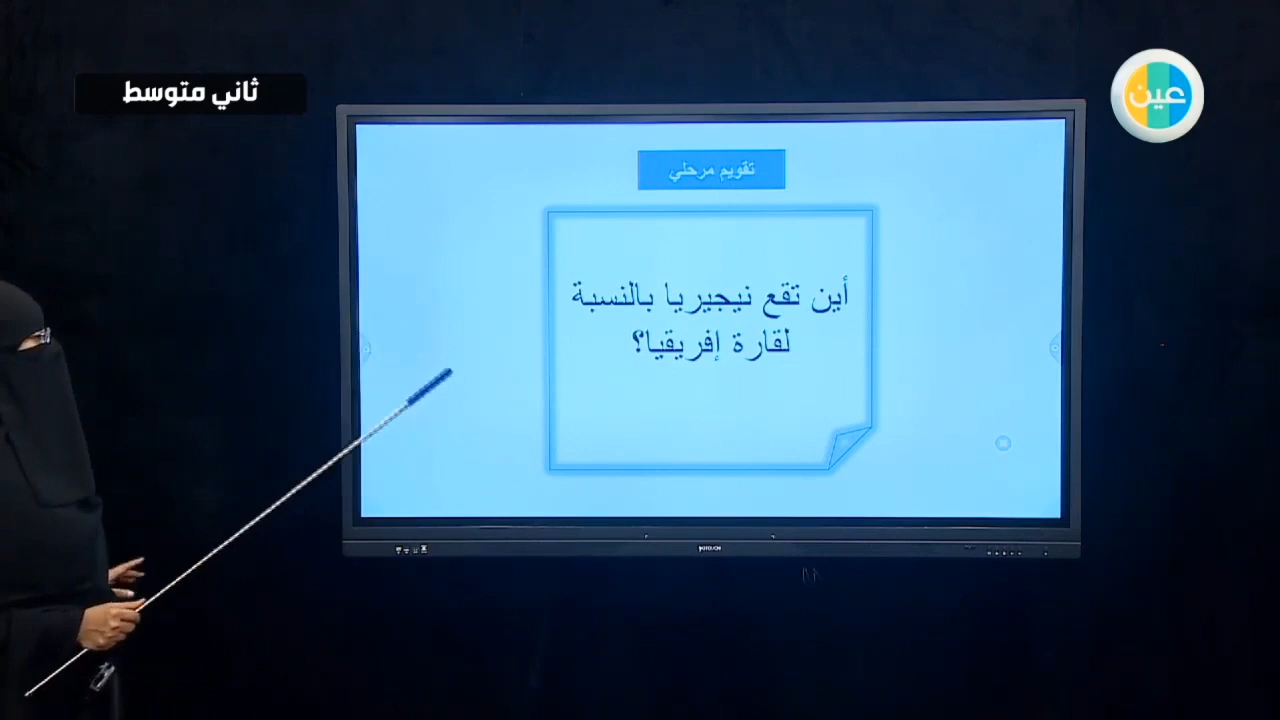 ثاني متوسط
عين
تقويم مرحلي
أين تقع نيجيريا بالنسبة
لقارة إفريقيا؟